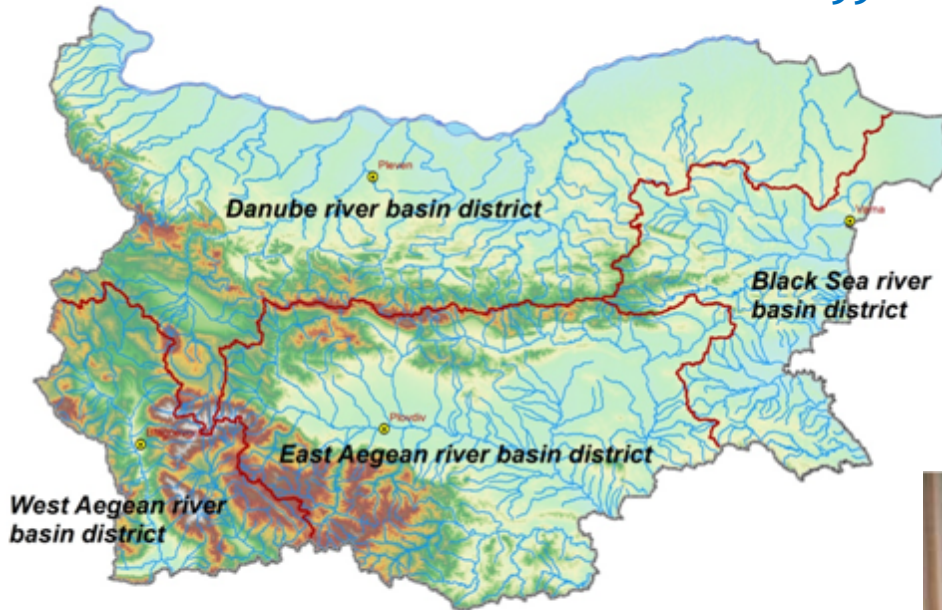 Pleven
Danube river basin district
Varna
Black Sea river
basin district
Plovdiv
East Aegean river basin district
West Aegean river
basin district